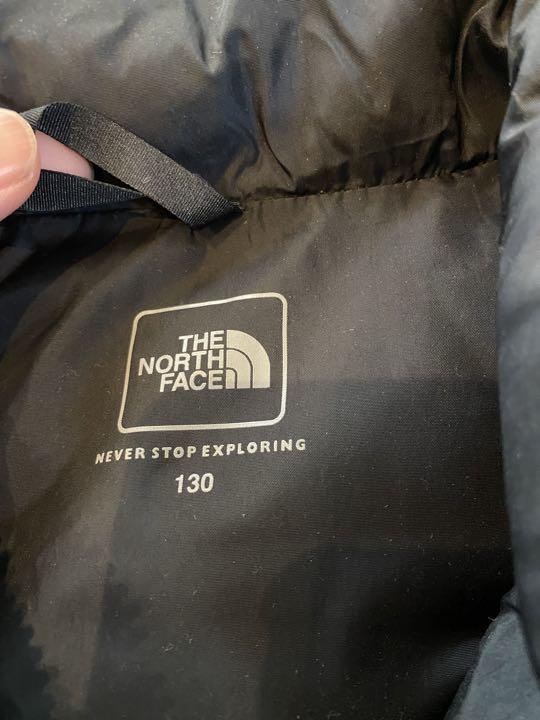 THE
NORTH
FACE
NEVER STOP EXPLORING
130